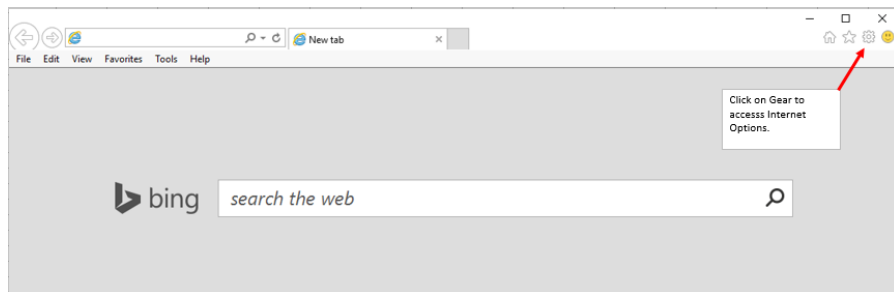 New tab
File Edit View Favorites Tools Help
Click on Gear to
accesss Internet
Options.
bing
search the web